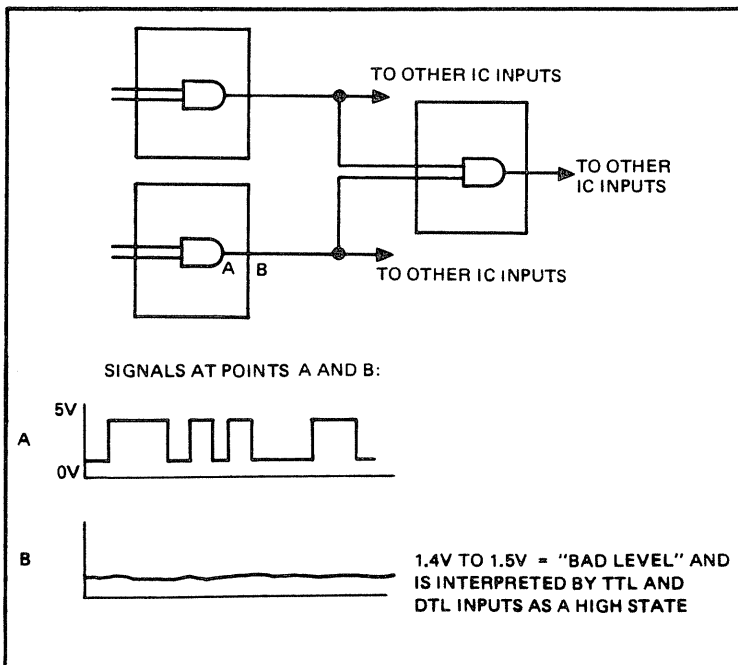 TO OTHER IC INPUTS
TO OTHER
IC INPUTS
A B
TO OTHER IC INPUTS
SIGNALS AT POINTS A AND B:
5V
A
0V
B
1.4V TO 1.5V = "BAD LEVEL" AND
IS INTERPRETED BY TTL AND
DTL INPUTS AS A HIGH STATE